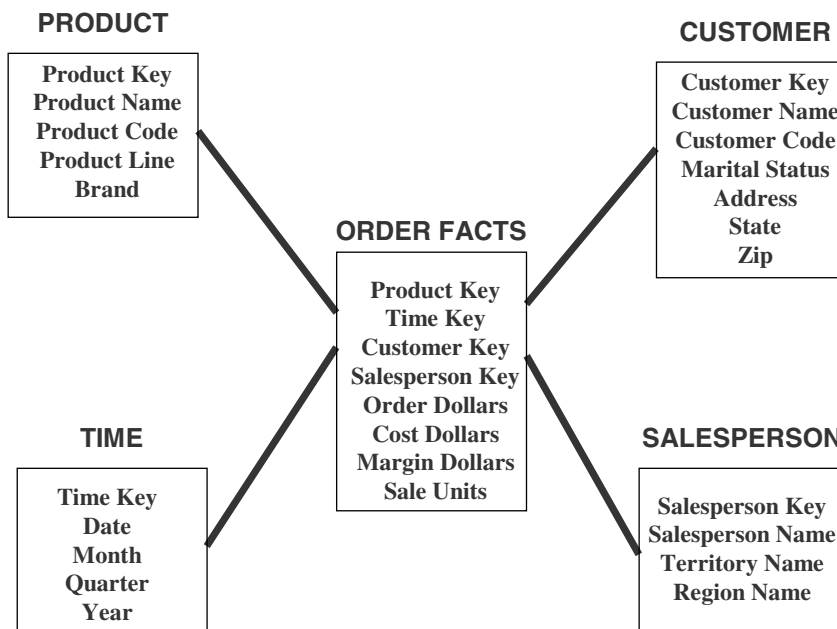 PRODUCT
Product Key
Product Name
Product Code
Product Line
Brand
CUSTOMER
Customer Key
Customer Name
Customer Code
Marital Status
Address
State
Zip
ORDER FACTS
Product Key
Time Key
Customer Key
Salesperson Key
Order Dollars
Cost Dollars
Margin Dollars
Sale Units
TIME
Time Key
Date
Month
Quarter
Year
SALESPERSON
Salesperson Key
Salesperson Name
Territory Name
Region Name